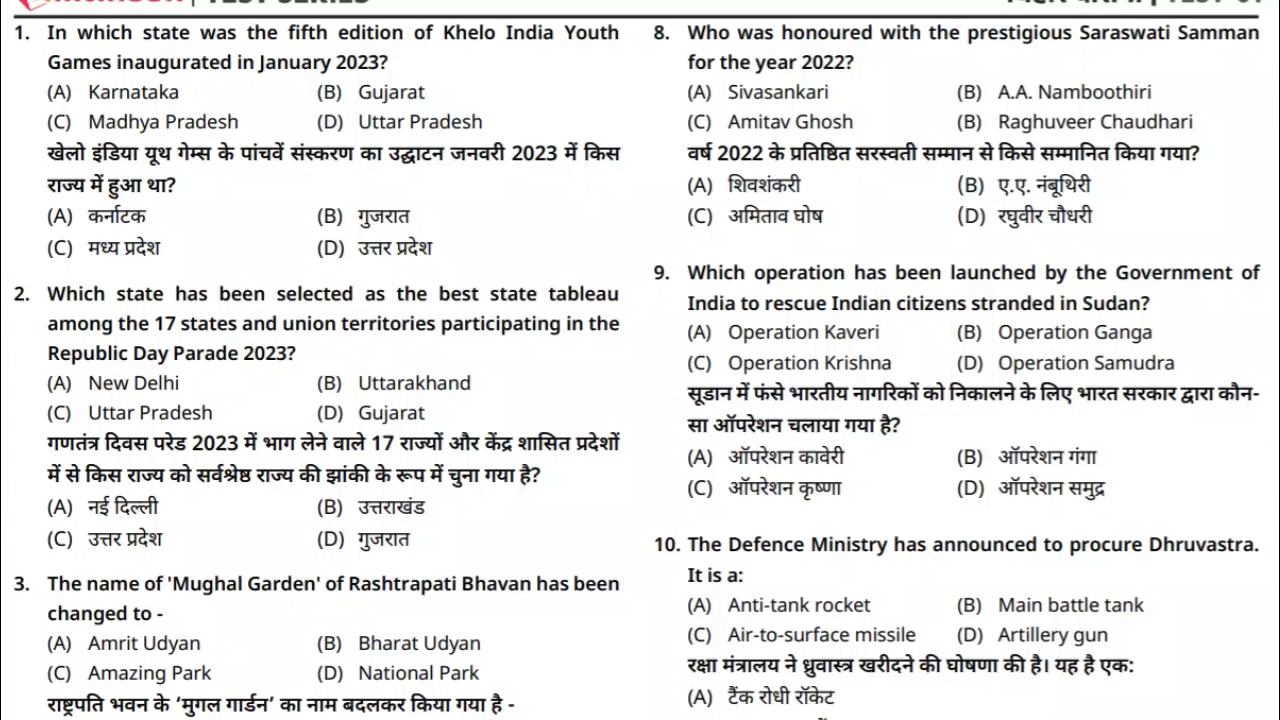 TEST SERIES
1. In which state was the fifth edition of Khelo India Youth
Games inaugurated in January 2023?
(A) Karnataka (B) Gujarat
(C) Madhya Pradesh (D) Uttar Pradesh
खेलो इंडिया यूथ गेम्स के पांचवें संस्करण का उद्घाटन जनवरी 2023 में किस
राज्य में हुआ था?
(A) कर्नाटक (B) गुजरात
(C) मध्य प्रदेश (D) उत्तर प्रदेश
2. Which state has been selected as the best state tableau
among the 17 states and union territories participating in the
Republic Day Parade 2023?
(A) New Delhi (B) Uttarakhand
(C) Uttar Pradesh (D) Gujarat
गणतंत्र दिवस परेड 2023 में भाग लेने वाले 17 राज्यों और केंद्र शासित प्रदेशों
में से किस राज्य को सर्वश्रेष्ठ राज्य की झांकी के रूप में चुना गया है?
(A) नई दिल्ली (B) उत्तराखंड
(C) उत्तर प्रदेश (D) गुजरात
3. The name of 'Mughal Garden' of Rashtrapati Bhavan has been
changed to -
(A) Amrit Udyan (B) Bharat Udyan
(C) Amazing Park (D) National Park
राष्ट्रपति भवन के ‘मुगल गार्डन’ का नाम बदलकर किया गया है -
8. Who was honoured with the prestigious Saraswati Samman
for the year 2022?
(A) Sivasankari (B) A.A. Namboothiri
(C) Amitav Ghosh (B) Raghuveer Chaudhari
वर्ष 2022 के प्रतिष्ठित सरस्वती सम्मान से किसे सम्मानित किया गया?
(A) शिवशंकरी (B) ए.ए. नंबूथिरी
(C) अमिताव घोष (D) रघुवीर चौधरी
9. Which operation has been launched by the Government of
India to rescue Indian citizens stranded in Sudan?
(A) Operation Kaveri (B) Operation Ganga
(C) Operation Krishna (D) Operation Samudra
सूडान में फंसे भारतीय नागरिकों को निकालने के लिए भारत सरकार द्वारा कौन-
सा ऑपरेशन चलाया गया है?
(A) ऑपरेशन कावेरी (B) ऑपरेशन गंगा
(C) ऑपरेशन कृष्णा (D) ऑपरेशन समुद्र
10. The Defence Ministry has announced to procure Dhruvastra.
It is a:
(A) Anti-tank rocket (B) Main battle tank
(C) Air-to-surface missile (D) Artillery gun
रक्षा मंत्रालय ने ध्रुवास्त्र खरीदने की घोषणा की है। यह है एक:
(A) टैंक रोधी रॉकेट